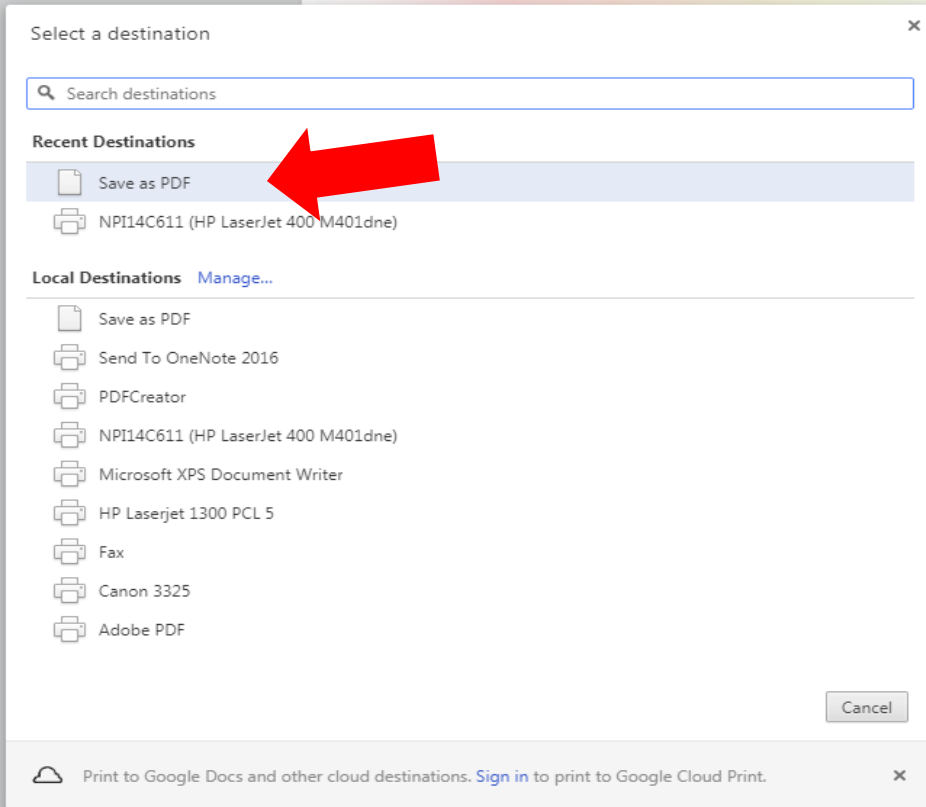 Select a destination
Search destinations
Recent Destinations
Save as PDF
NPI14C611 (HP LaserJet 400 M401dne)
Local Destinations Manage...
Save as PDF
Send To OneNote 2016
PDFCreator
NPI14C611 (HP LaserJet 400 M401dne)
Microsoft XPS Document Writer
HP Laserjet 1300 PCL 5
Fax
Canon 3325
Adobe PDF
Cancel
Print to Google Docs and other cloud destinations. Sign in to print to Google Cloud Print.